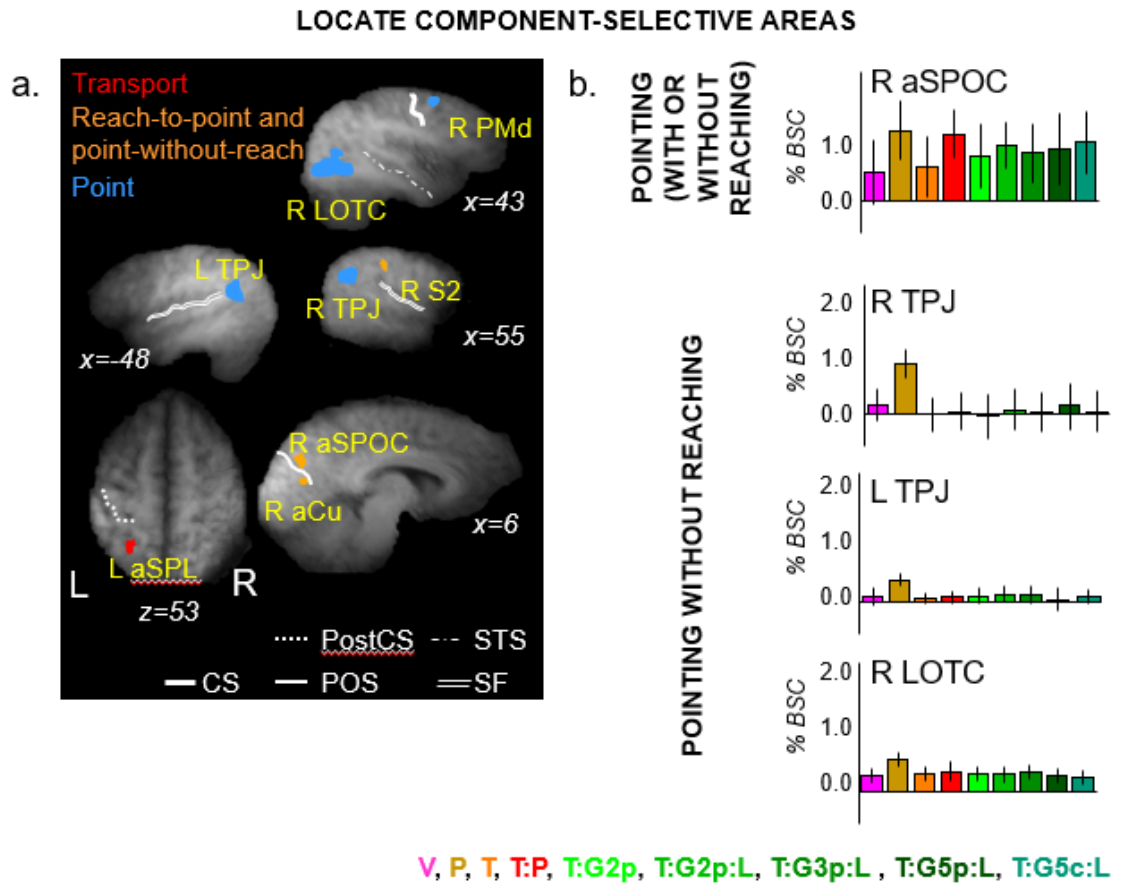 LOCATE COMPONENT-SELECTIVE AREAS
a.
Transport
Reach-to-point and
point-without-reach
Point
R PMd
R LOTC
x=43
L TPJ
R TPJ
R S2
x=-48
x=55
R aSPOC
R aCu
x=6
L aSPL
L
R
z=53
PostCS
STS
CS
POS
SF
b.
POINTING
(WITH OR
WITHOUT
REACHING)
R aSPOC
% BSC
1.0
0.0
POINTING WITHOUT REACHING
R TPJ
% BSC
2.0
1.0
0.0
L TPJ
% BSC
2.0
1.0
0.0
R LOTC
% BSC
2.0
1.0
0.0
V, P, T, T:P, T:G2p, T:G2p:L, T:G3p:L , T:G5p:L, T:G5c:L